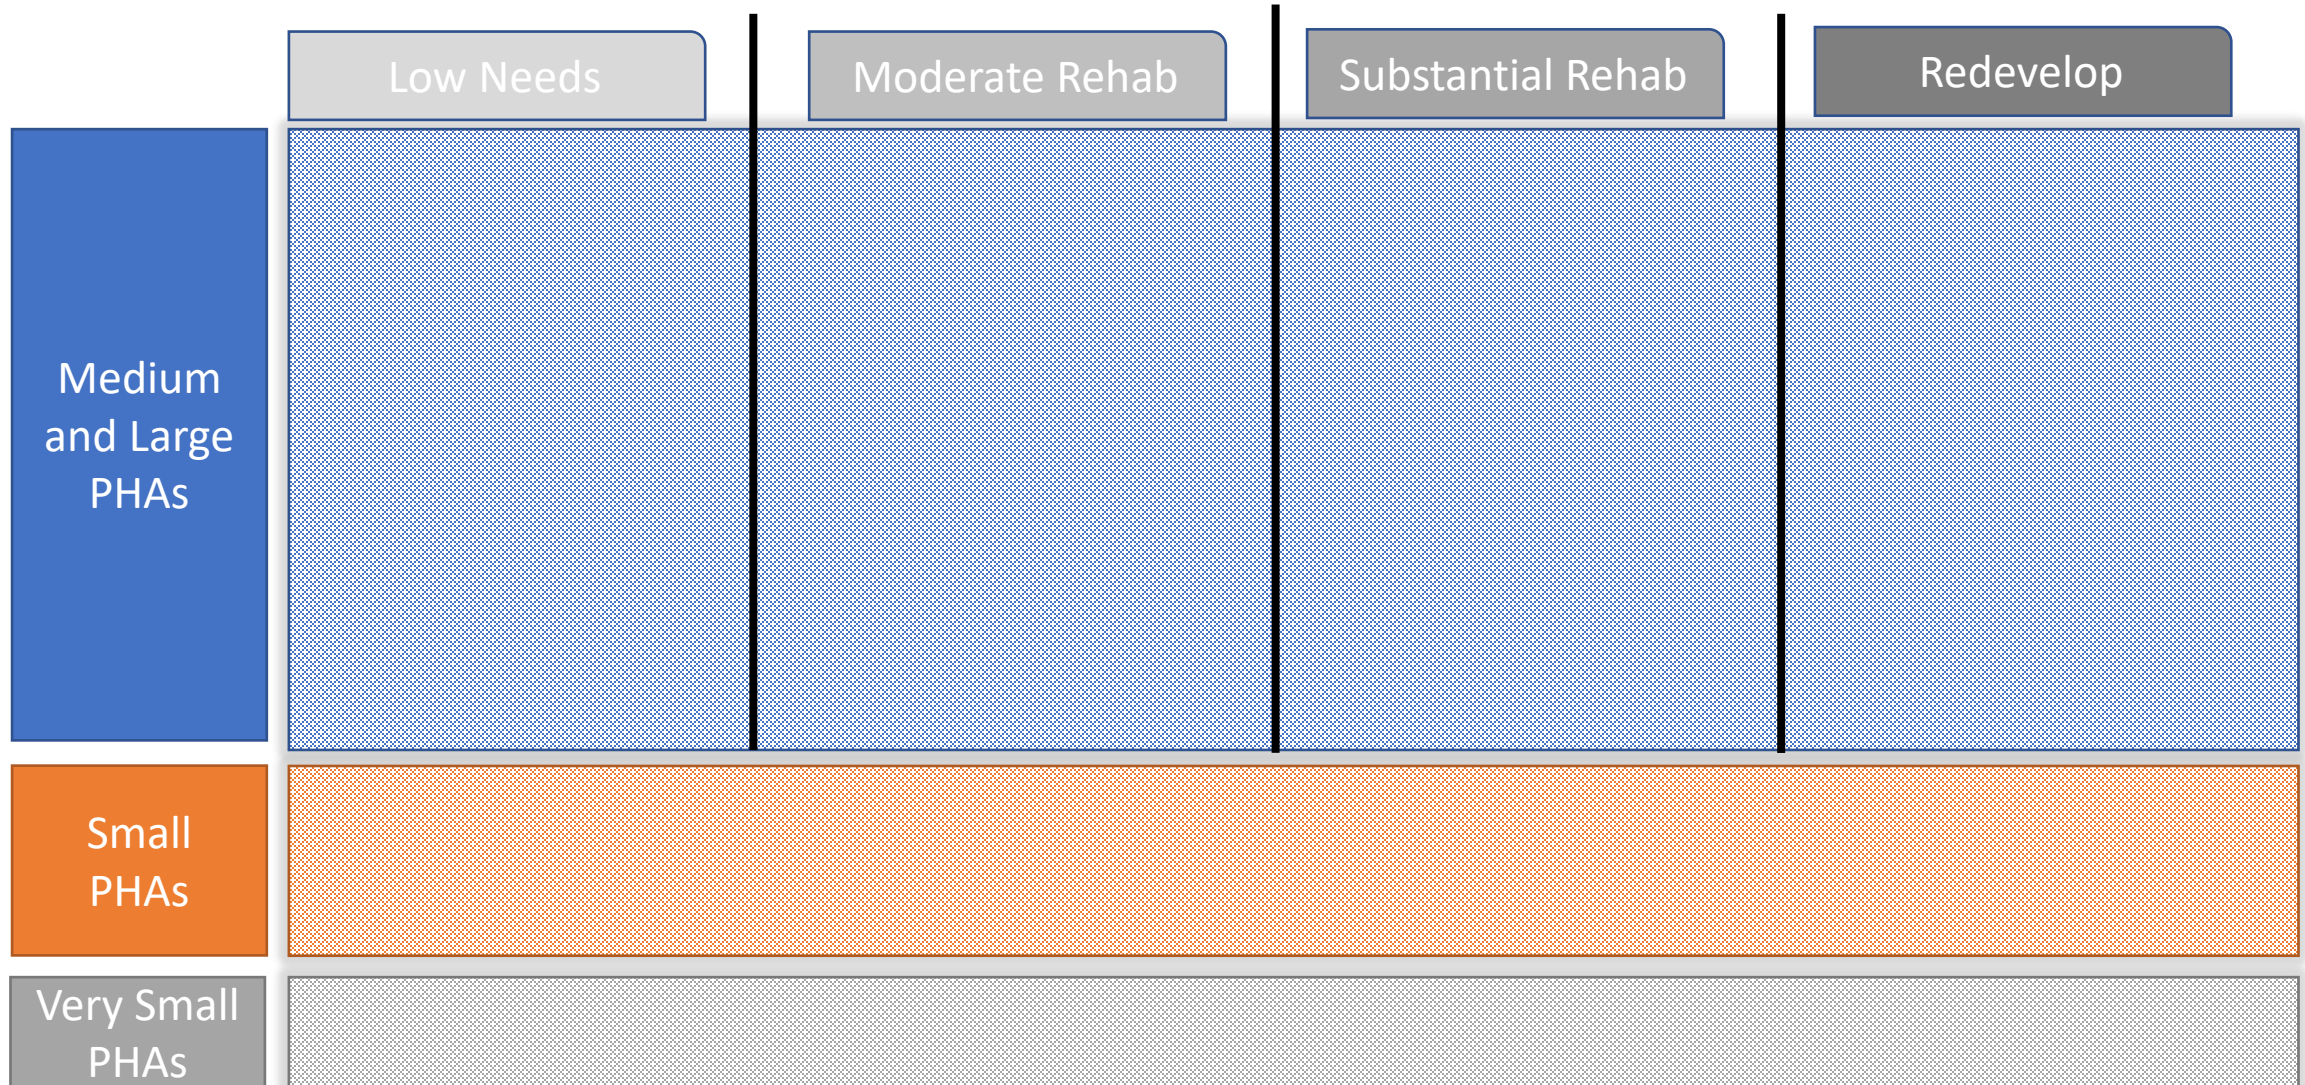 Low Needs
Moderate Rehab
Substantial Rehab
Redevelop
Medium
and Large
PHAs
Small
PHAs
Very Small
PHAs